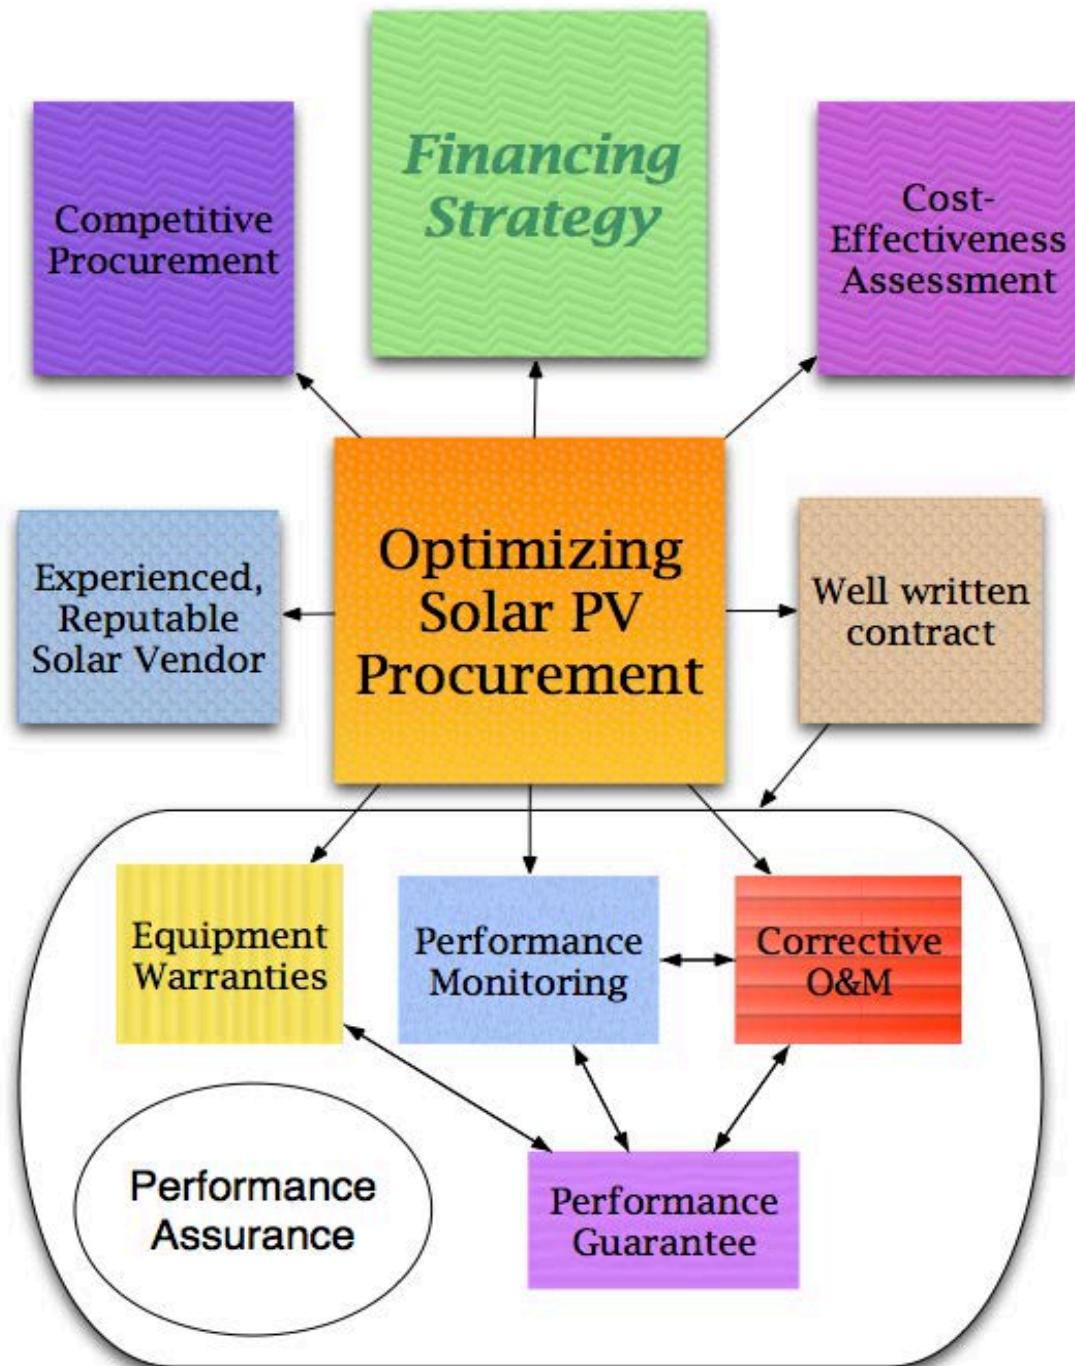 Financing
Strategy
Competitive
Procurement
Cost-
Effectiveness
Assessment
Optimizing
Solar PV
Procurement
Experienced,
Reputable
Solar Vendor
Well written
contract
Equipment
Warranties
Performance
Monitoring
Corrective
O&M
Performance
Assurance
Performance
Guarantee